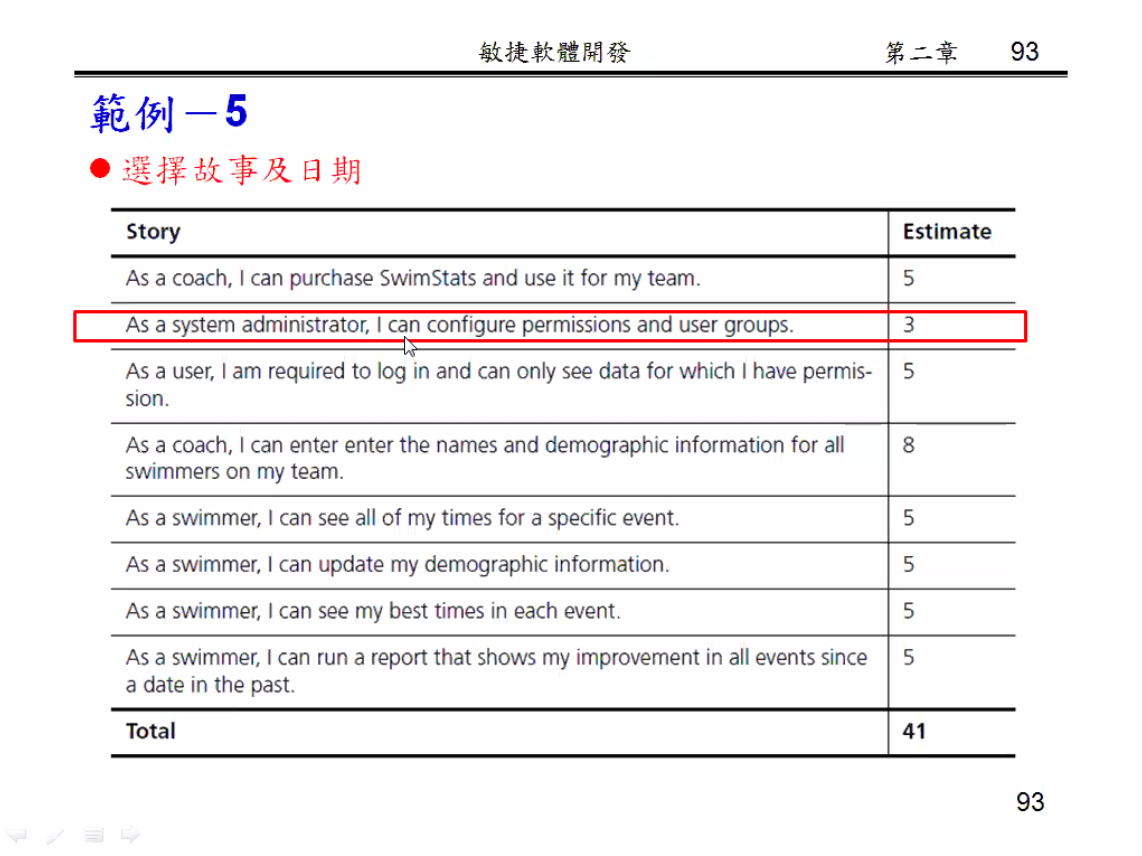 敏捷軟體開發 第二章 93
範例－5
選擇故事及日期
Story Estimate
As a coach, I can purchase SwimStats and use it for my team. 5
As a system administrator, I can configure permissions and user groups. 3
As a user, I am required to log in and can only see data for which I have permis- 5
sion.
As a coach, I can enter enter the names and demographic information for all 8
swimmers on my team.
As a swimmer, I can see all of my times for a specific event. 5
As a swimmer, I can update my demographic information. 5
As a swimmer, I can see my best times in each event. 5
As a swimmer, I can run a report that shows my improvement in all events since 5
a date in the past.
Total 41
93